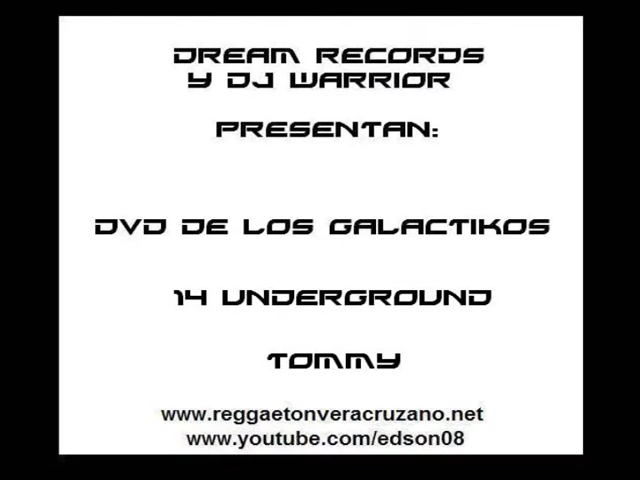 DREAM RECORDS
Y DJ WARRIOR
PRESENTAN:
DVD DE LOS GALACTIKOS
14 UNDERGROUND
TOMMY
www.reggaetonveracruzano.net
www.youtube.com/edson08